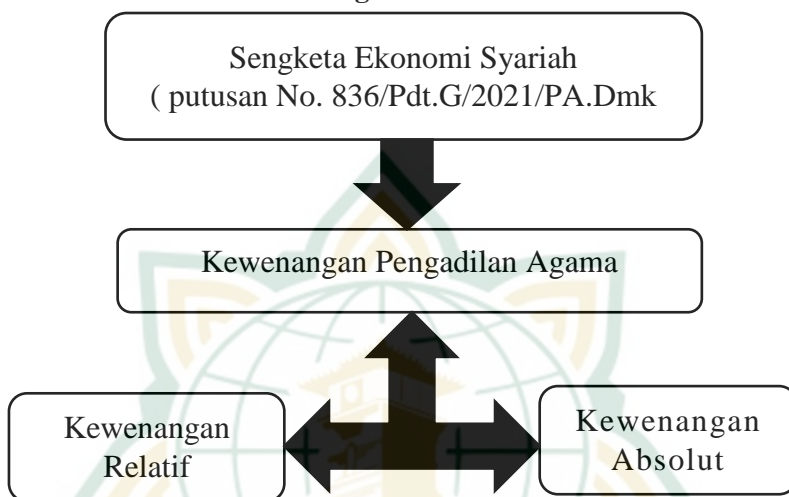 Sengketa Ekonomi Syariah
( putusan No. 836/Pdt.G/2021/PA.Dmk
Kewenangan Pengadilan Agama
Kewenangan
Relatif
Kewenangan
Absolut